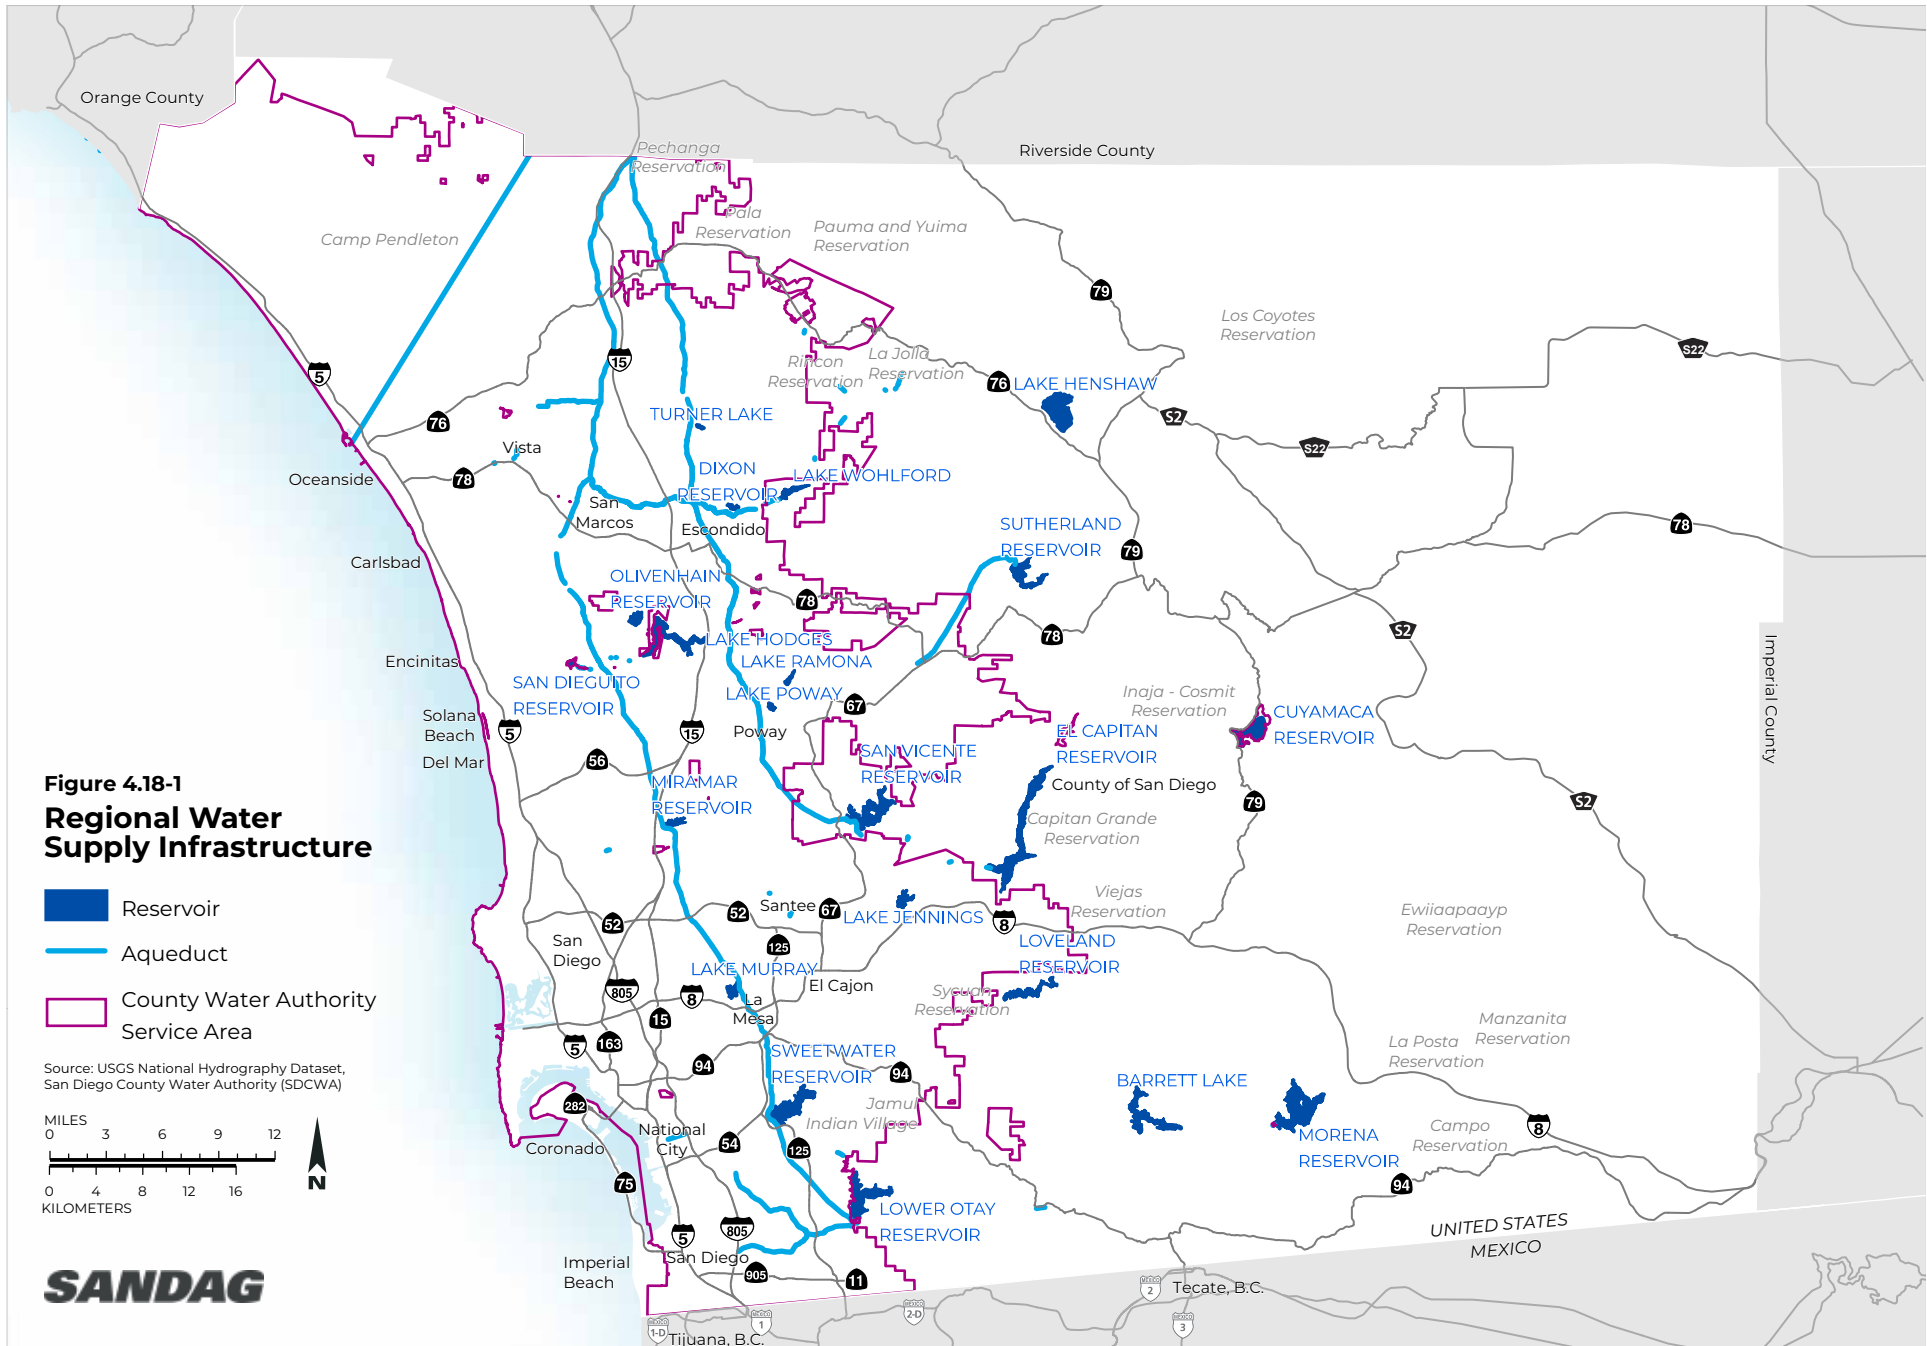 Orange County
Riverside County
Pechanga
Reservation
Pala
Reservation
Pauma and Yuima
Reservation
Camp Pendleton
79
Los Coyotes
Reservation
S22
5
15
Rincon
Reservation
La Jolla
Reservation
76
LAKE HENSHAW
76
TURNER LAKE
S2
S22
Vista
Oceanside
78
DIXON
RESERVOIR
LAKE WOHLFORD
San
Marcos
Escondido
SUTHERLAND
RESERVOIR
79
78
Carlsbad
OLIVENHAIN
RESERVOIR
78
78
S2
LAKE HODGES
Encinitas
LAKE RAMONA
SAN DIEGUITO
RESERVOIR
LAKE POWAY
67
Inaja - Cosmit
Reservation
CUYAMACA
RESERVOIR
Imperial County
Solana
Beach
5
15
Poway
EL CAPITAN
RESERVOIR
Del Mar
56
SAN VICENTE
RESERVOIR
MIRAMAR
RESERVOIR
County of San Diego
79
S2
Capitan Grande
Reservation
Figure 4.18-1
Regional Water
Supply Infrastructure
Reservoir
Aqueduct
County Water Authority
Service Area
Source: USGS National Hydrography Dataset,
San Diego County Water Authority (SDCWA)
MILES
0 3 6 9 12
0 4 8 12 16
KILOMETERS
N
SANDAG
Viejas
Reservation
52
52
Santee
67
LAKE JENNINGS
8
Ewiiaapaayp
Reservation
San
Diego
125
LOVELAND
RESERVOIR
LAKE MURRAY
El Cajon
805
8
La
Mesa
Sycuan
Reservation
15
5
163
Manzanita
Reservation
La Posta
Reservation
94
SWEETWATER
RESERVOIR
94
BARRETT LAKE
282
Jamul
Indian Village
MORENA
RESERVOIR
Campo
Reservation
8
Coronado
National
City
54
125
75
94
LOWER OTAY
RESERVOIR
5
805
San Diego
Imperial
Beach
905
11
UNITED STATES
MEXICO
Tecate, B.C.
MEXICO
2
MEXICO
3
MEXICO
2-D
MEXICO
1
MEXICO
1-D
Tijuana, B.C.